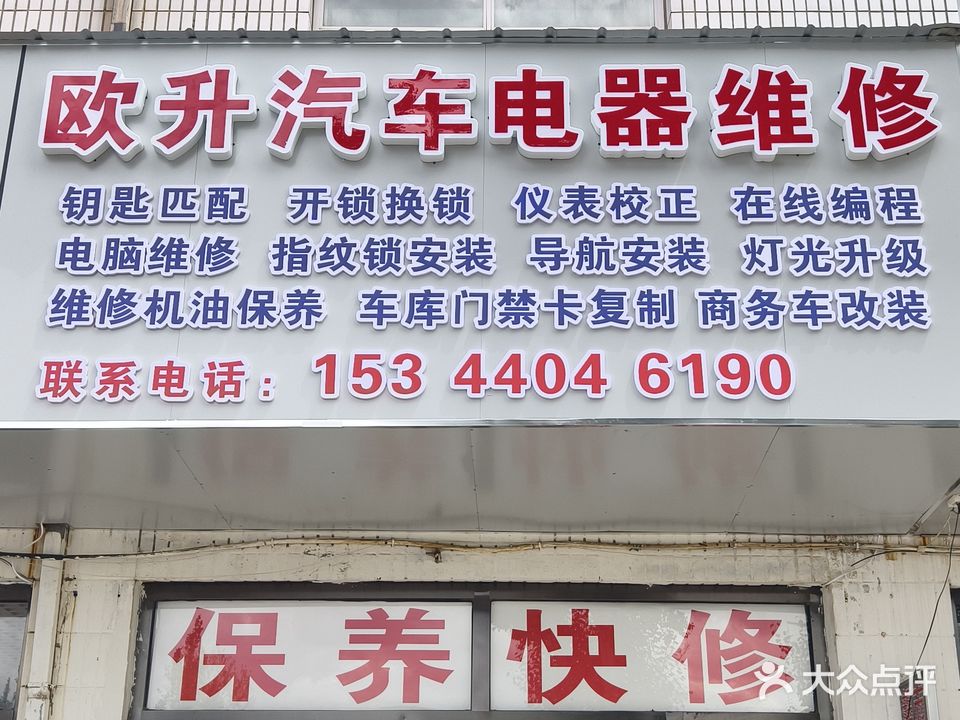 欧升汽车电器维修
钥匙匹配 开锁换锁 仪表校正 在线编程
电脑维修 指纹锁安装 导航安装 灯光升级
维修机油保养 车库门禁卡复制 商务车改装
联系电话：153 4404 6190
保养快修
大众点评